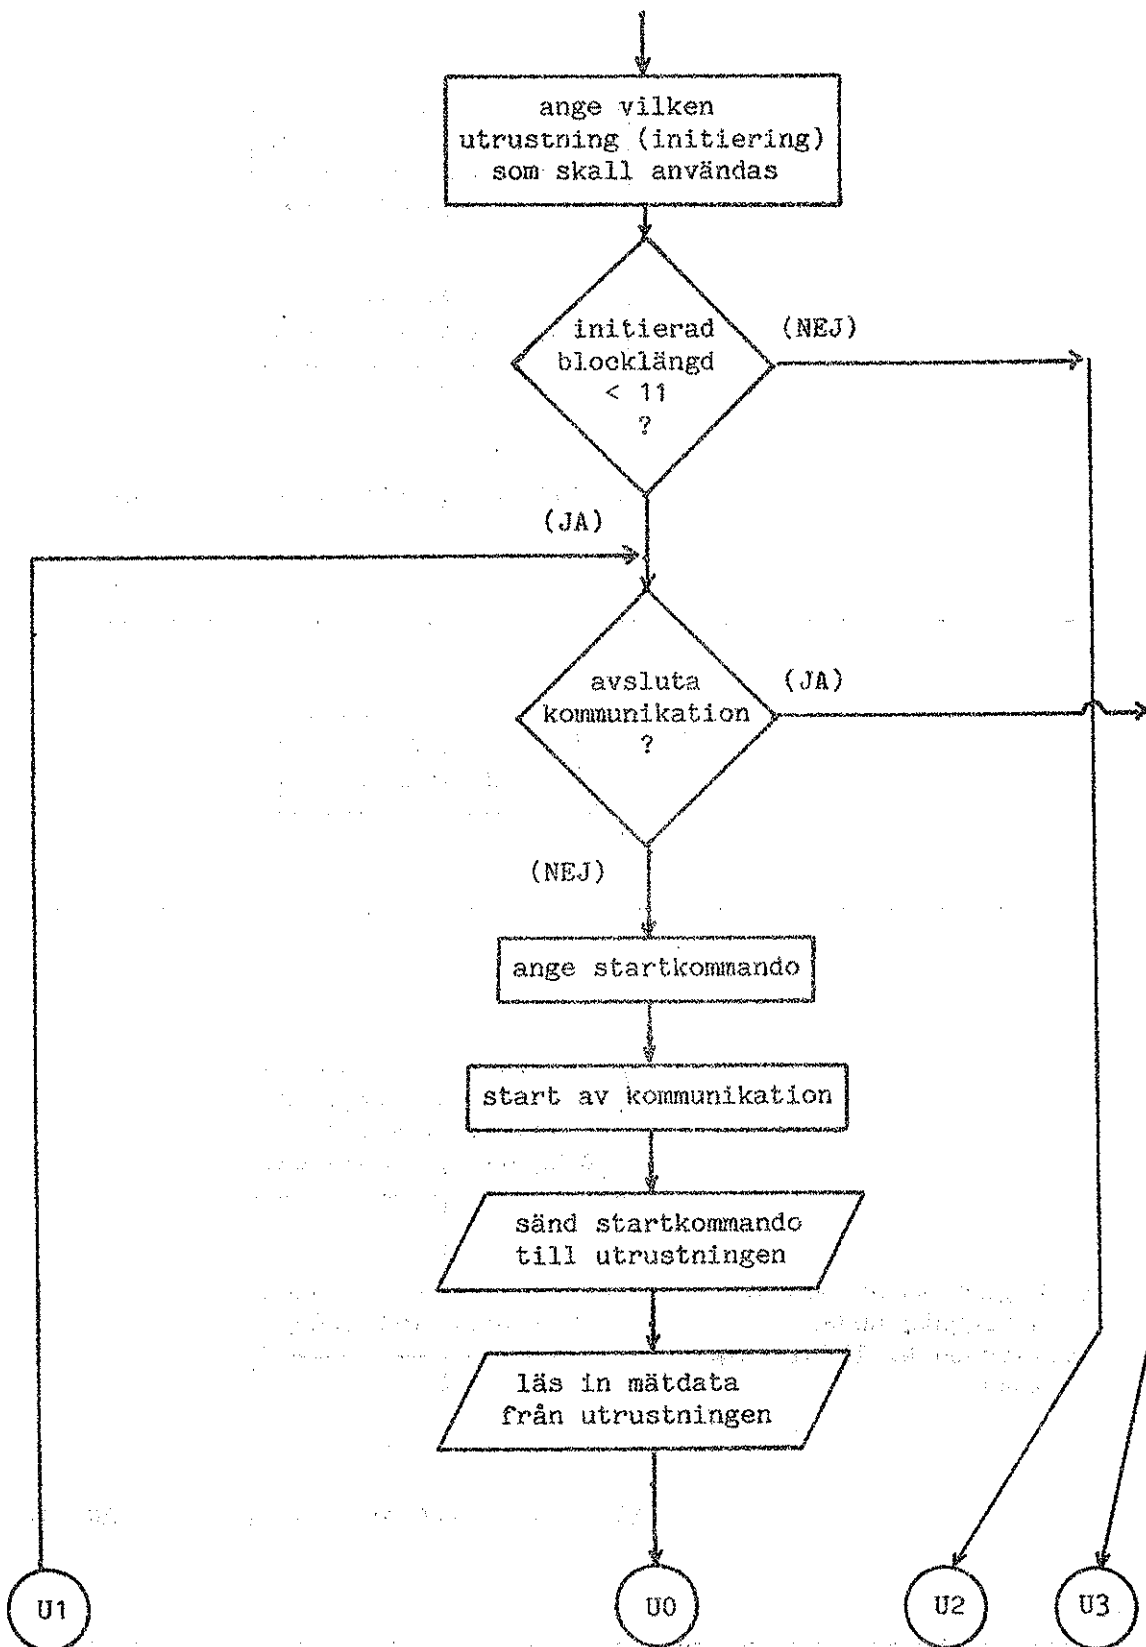 ange vilken
utrustning (initiering)
som skall användas
initierad
blocklängd
< 11
?
(NEJ)
(JA)
avsluta
kommunikation
?
(JA)
(NEJ)
ange startkommando
start av kommunikation
sänd startkommando
till utrustningen
läs in mätdata
från utrustningen
U1
U0
U2
U3